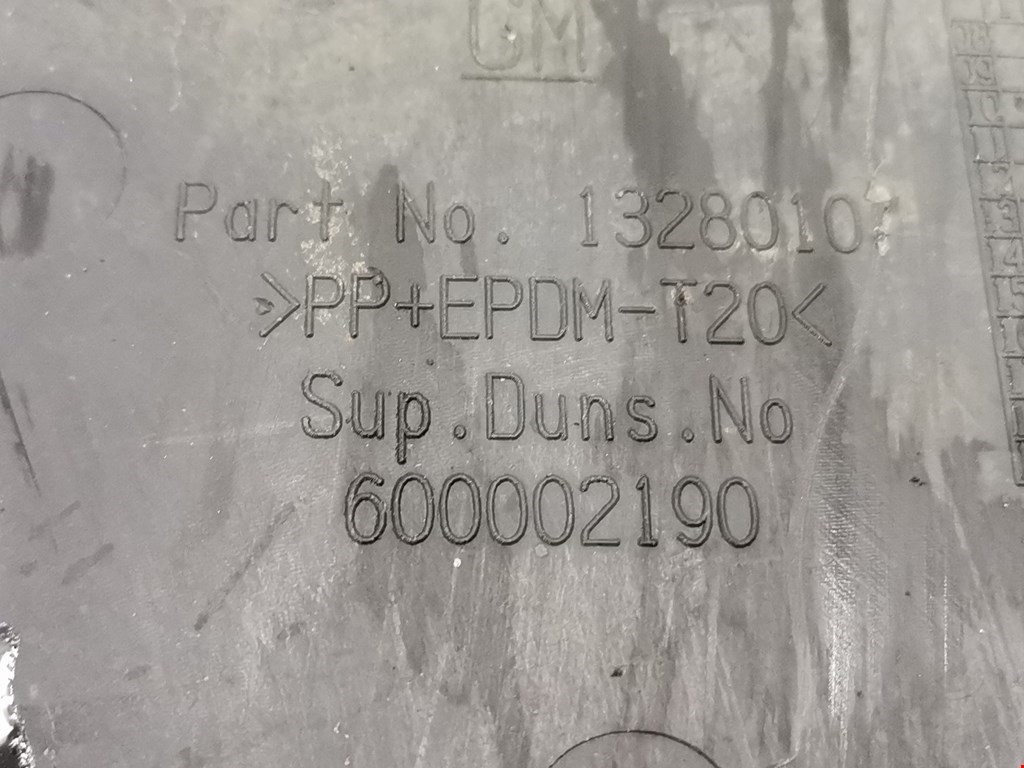 GM
Part No. 13280107
>PP+EPDM-T20<
Sup.Duns.No
600002190